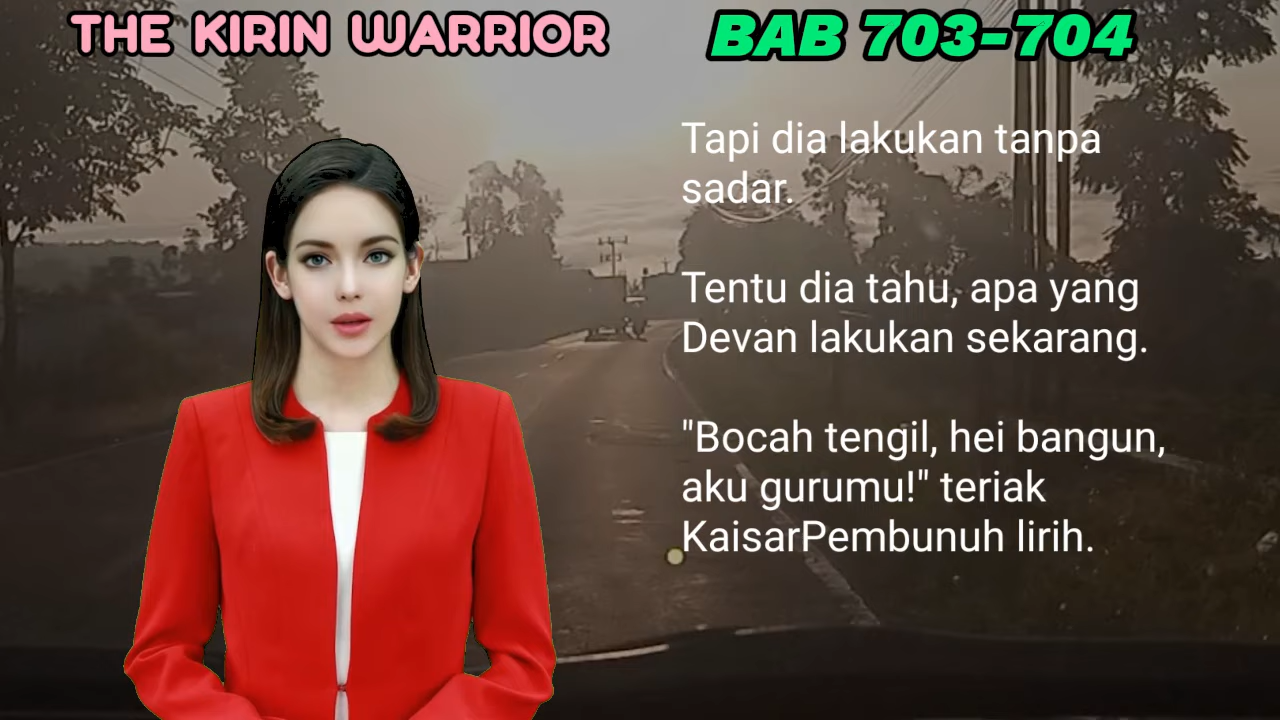 THE KIRIN WARRIOR
BAB 703-704
Tapi dia lakukan tanpa
sadar.
Tentu dia tahu, apa yang
Devan lakukan sekarang.
"Bocah tengil, hei bangun,
aku gurumu!" teriak
KaisarPembunuh lirih.